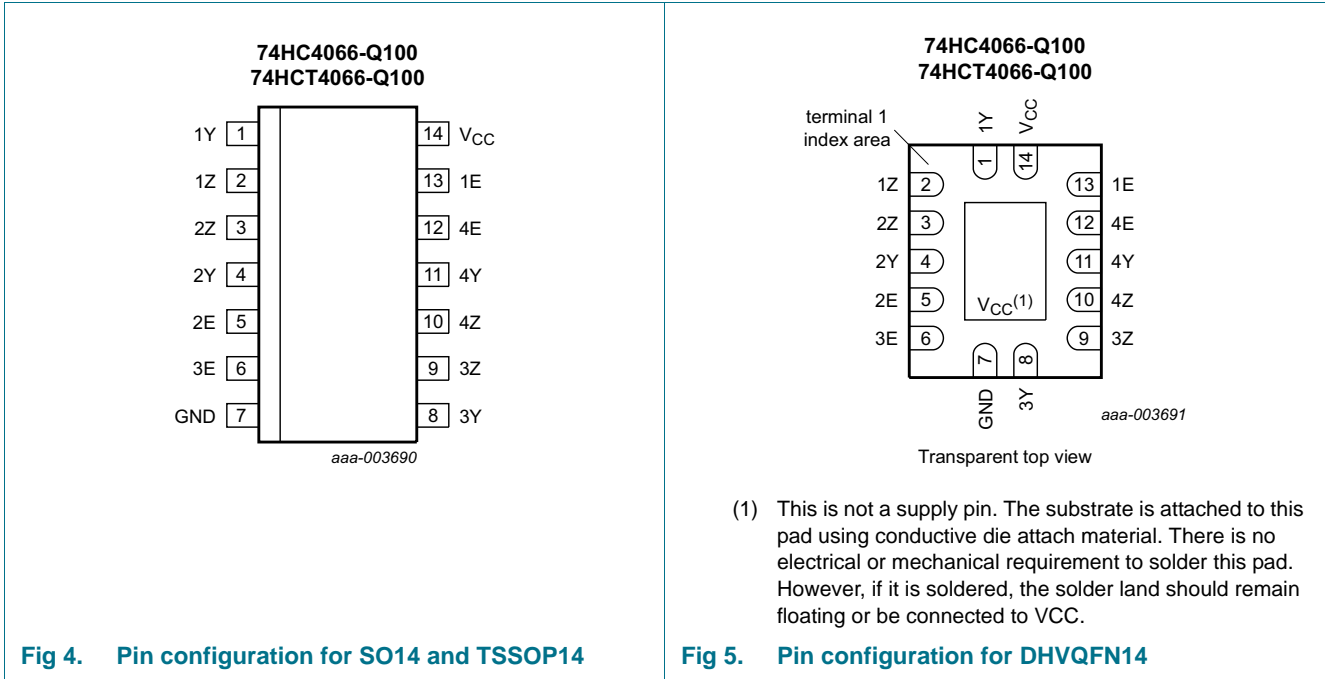 74HC4066-Q100
74HCT4066-Q100
1Y 1
14 VCC
1Z 2
13 1E
2Z 3
12 4E
2Y 4
11 4Y
2E 5
10 4Z
3E 6
9 3Z
GND 7
8 3Y
aaa-003690
Fig 4. Pin configuration for SO14 and TSSOP14
74HC4066-Q100
74HCT4066-Q100
terminal 1
index area
1Y
VCC
1
14
1Z 2
13 1E
2Z 3
12 4E
2Y 4
11 4Y
2E 5
10 4Z
VCC(1)
3E 6
9 3Z
7
8
GND
3Y
aaa-003691
Transparent top view
(1) This is not a supply pin. The substrate is attached to this
pad using conductive die attach material. There is no
electrical or mechanical requirement to solder this pad.
However, if it is soldered, the solder land should remain
floating or be connected to VCC.
Fig 5. Pin configuration for DHVQFN14